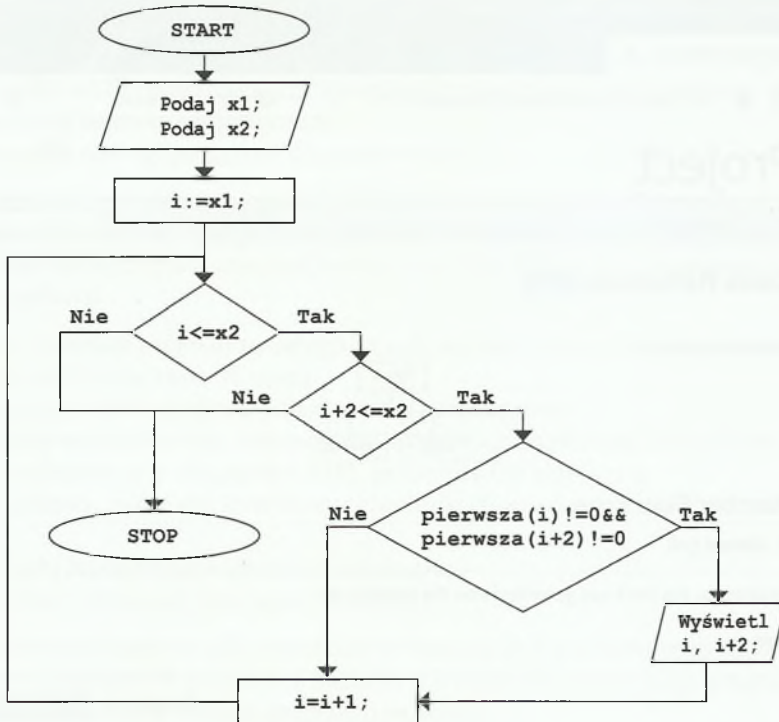 START
Podaj x1;
Podaj x2;
i:=x1;
Nie
Tak
i<=x2
Nie
Tak
i+2<=x2
STOP
Nie
Tak
pierwsza(i)!=0&&
pierwsza(i+2)!=0
Wyświetl
i, i+2;
i=i+1;